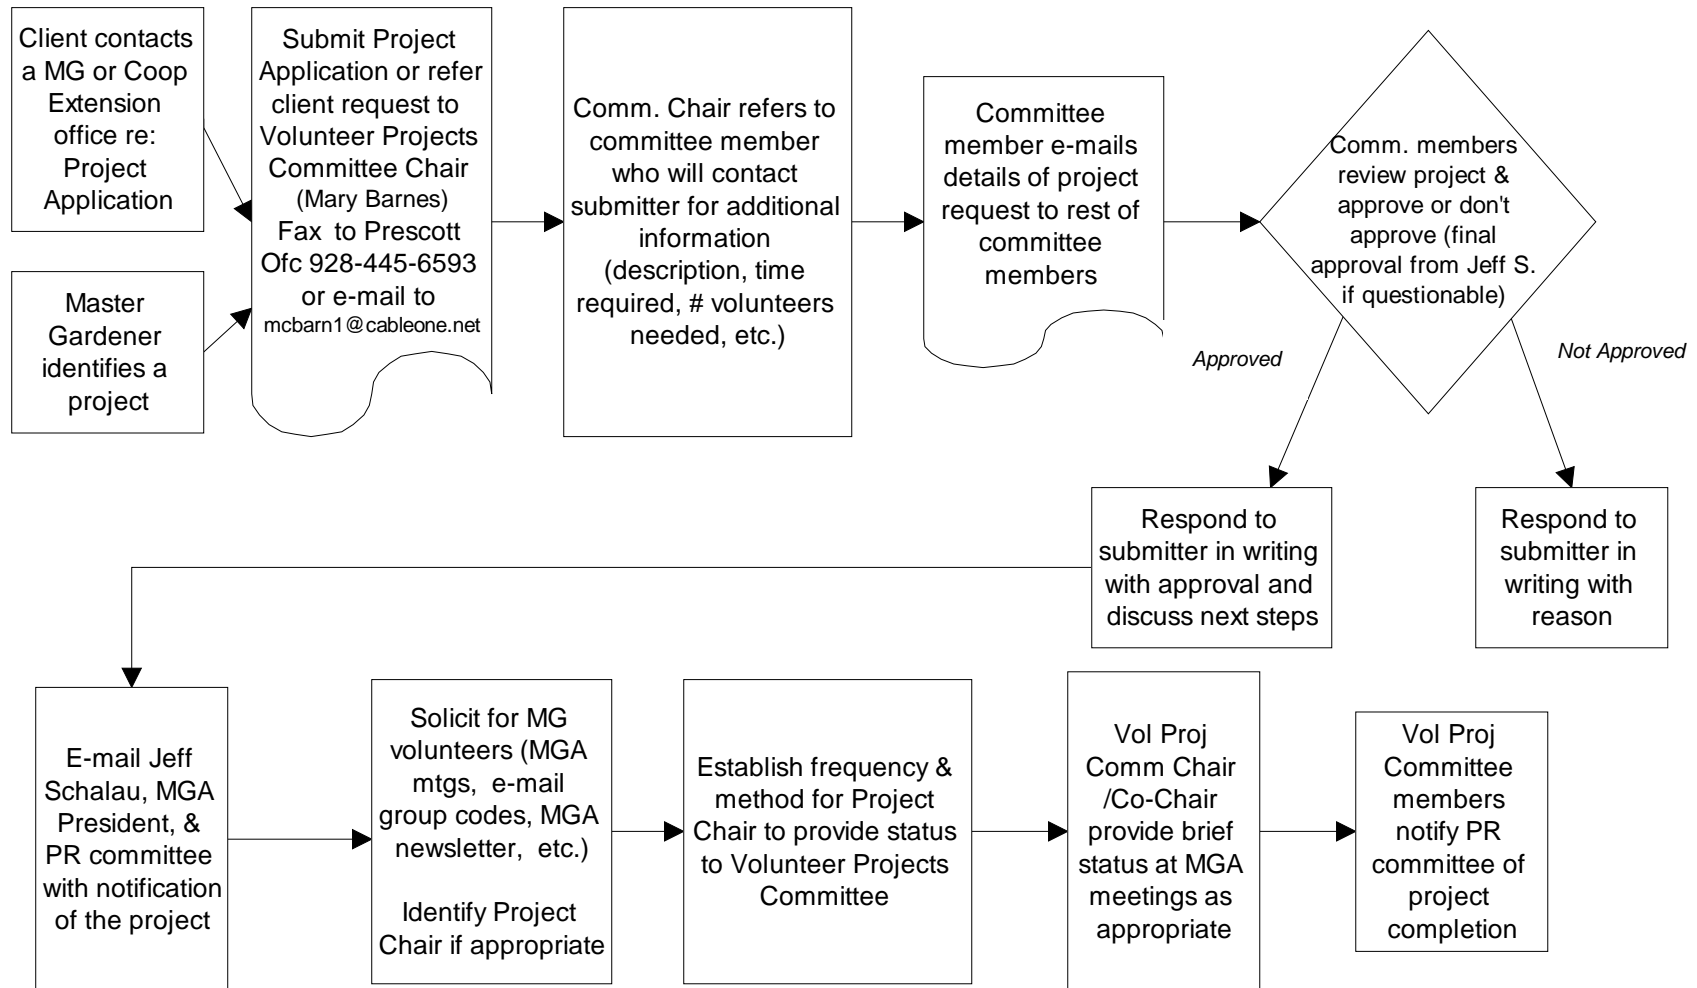 Client contacts
a MG or Coop
Extension
office re:
Project
Application
Master
Gardener
identifies a
project
Submit Project
Application or refer
client request to
Volunteer Projects
Committee Chair
(Mary Barnes)
Fax to Prescott
Ofc 928-445-6593
or e-mail to
mcbarn1@cableone.net
Comm. Chair refers to
committee member
who will contact
submitter for additional
information
(description, time
required, # volunteers
needed, etc.)
Committee
member e-mails
details of project
request to rest of
committee
members
Comm. members
review project &
approve or don't
approve (final
approval from Jeff S.
if questionable)
Approved
Not Approved
Respond to
submitter in writing
with approval and
discuss next steps
Respond to
submitter in
writing with
reason
E-mail Jeff
Schalau, MGA
President, &
PR committee
with notification
of the project
Solicit for MG
volunteers (MGA
mtgs, e-mail
group codes, MGA
newsletter, etc.)
Identify Project
Chair if appropriate
Establish frequency &
method for Project
Chair to provide status
to Volunteer Projects
Committee
Vol Proj
Comm Chair
/Co-Chair
provide brief
status at MGA
meetings as
appropriate
Vol Proj
Committee
members
notify PR
committee of
project
completion